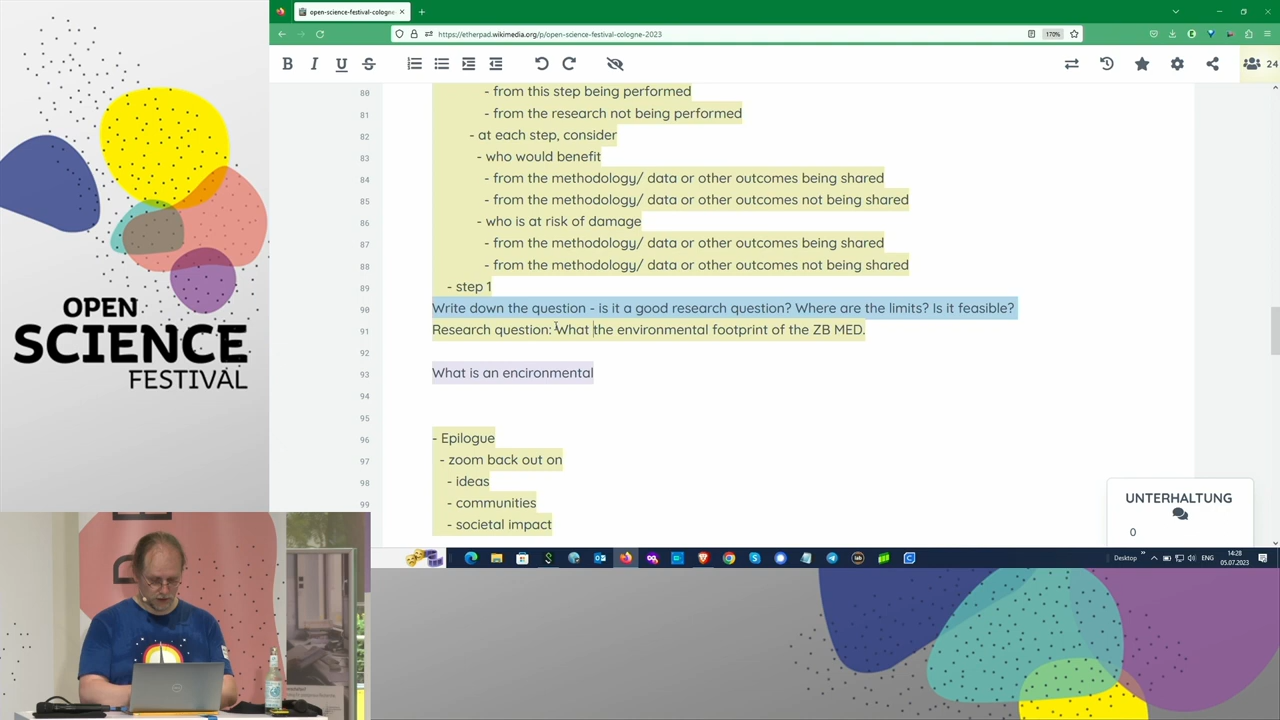 open-science-festival-cologne
https://etherpad.wikimedia.org/p/open-science-festival-cologne-2023
170%
B I U S
24
80 - from this step being performed
81 - from the research not being performed
82 - at each step, consider
83 - who would benefit
84 - from the methodology/ data or other outcomes being shared
85 - from the methodology/ data or other outcomes not being shared
86 - who is at risk of damage
87 - from the methodology/ data or other outcomes being shared
88 - from the methodology/ data or other outcomes not being shared
89 - step 1
90 Write down the question - is it a good research question? Where are the limits? Is it feasible?
91 Research question: What the environmental footprint of the ZB MED.
92
93 What is an encironmental
94
95
96 - Epilogue
97 - zoom back out on
98 - ideas
99 - communities
- societal impact
UNTERHALTUNG
0
Desktop
ENG
14:28
05.07.2023
OPEN
SCIENCE
FESTIVAL
DELL